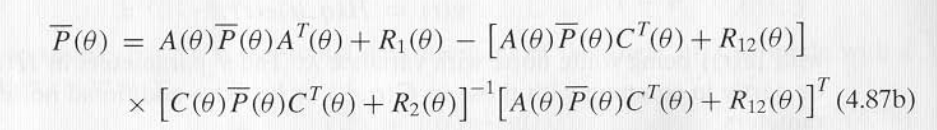 P̅(θ) = A(θ)P̅(θ)Aᵀ(θ) + R₁(θ) − [A(θ)P̅(θ)Cᵀ(θ) + R₁₂(θ)]
× [C(θ)P̅(θ)Cᵀ(θ) + R₂(θ)]⁻¹[A(θ)P̅(θ)Cᵀ(θ) + R₁₂(θ)]ᵀ (4.87b)